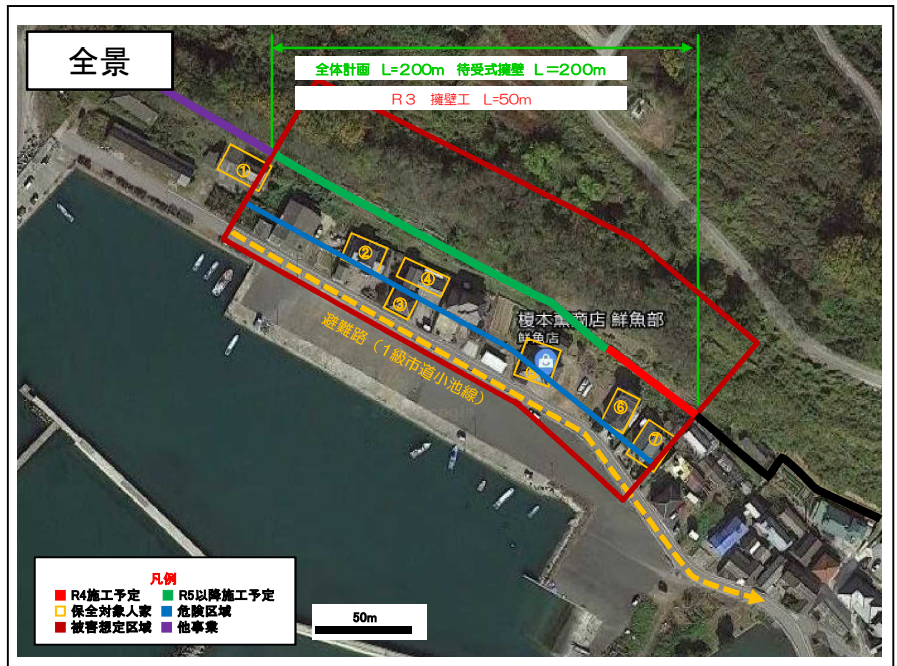 全景
全体計画 L=200m 待受式擁壁 L=200m
R3 擁壁工 L=50m
①
②
④
③
榎本薫商店 鮮魚部
鮮魚店
⑥
⑦
避難路(1級市道小池線)
凡例
R4施工予定 R5以降施工予定
保全対象人家 危険区域
被害想定区域 他事業
50m